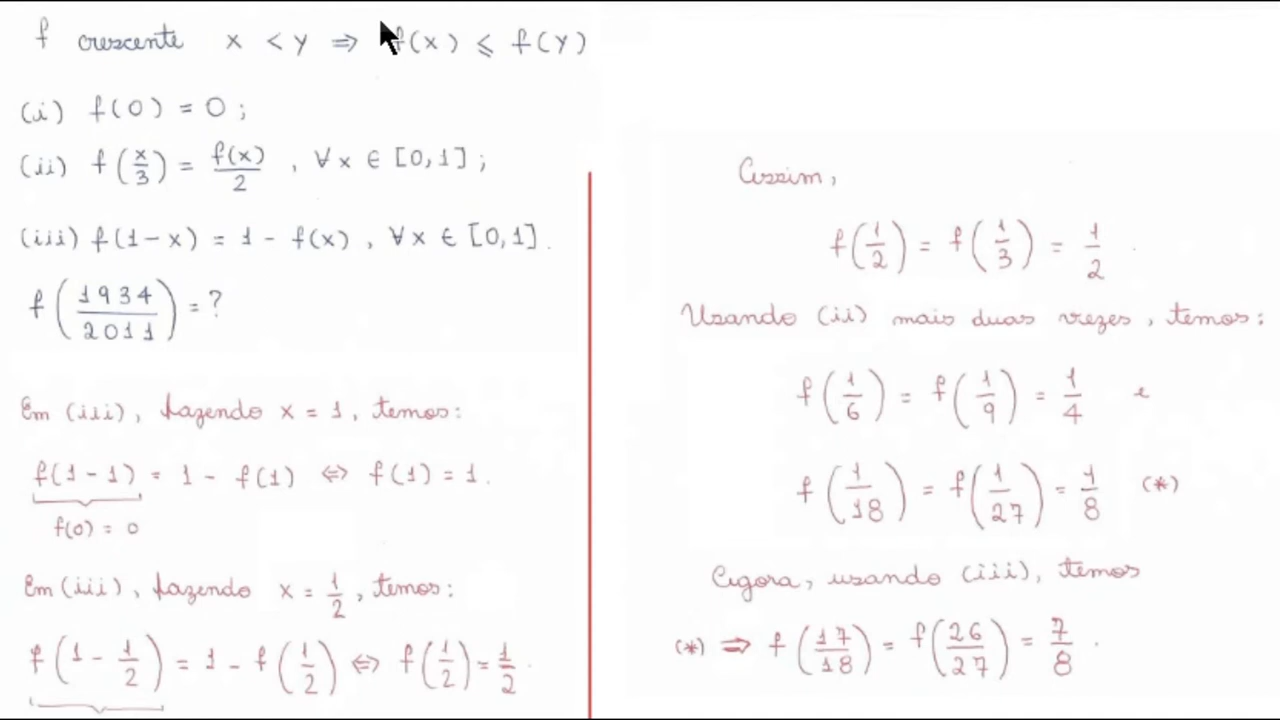 f crescente x < y ⇒ f(x) ⩽ f(y)
(i) f(0) = 0;
(ii) f(x/3) = f(x)/2, ∀x ∈ [0,1];
(iii) f(1-x) = 1 - f(x), ∀x ∈ [0,1].
f(1934/2011) = ?
Em (iii), fazendo x = 1, temos:
f(1-1) = 1 - f(1) ⇔ f(1) = 1.
f(0) = 0
Em (iii), fazendo x = 1/2, temos:
f(1 - 1/2) = 1 - f(1/2) ⇔ f(1/2) = 1/2.
Assim,
f(1/2) = f(1/3) = 1/2.
Usando (ii) mais duas vezes, temos:
f(1/6) = f(1/9) = 1/4 e
f(1/18) = f(1/27) = 1/8 (*)
Agora, usando (iii), temos
(*) ⇒ f(17/18) = f(26/27) = 7/8.